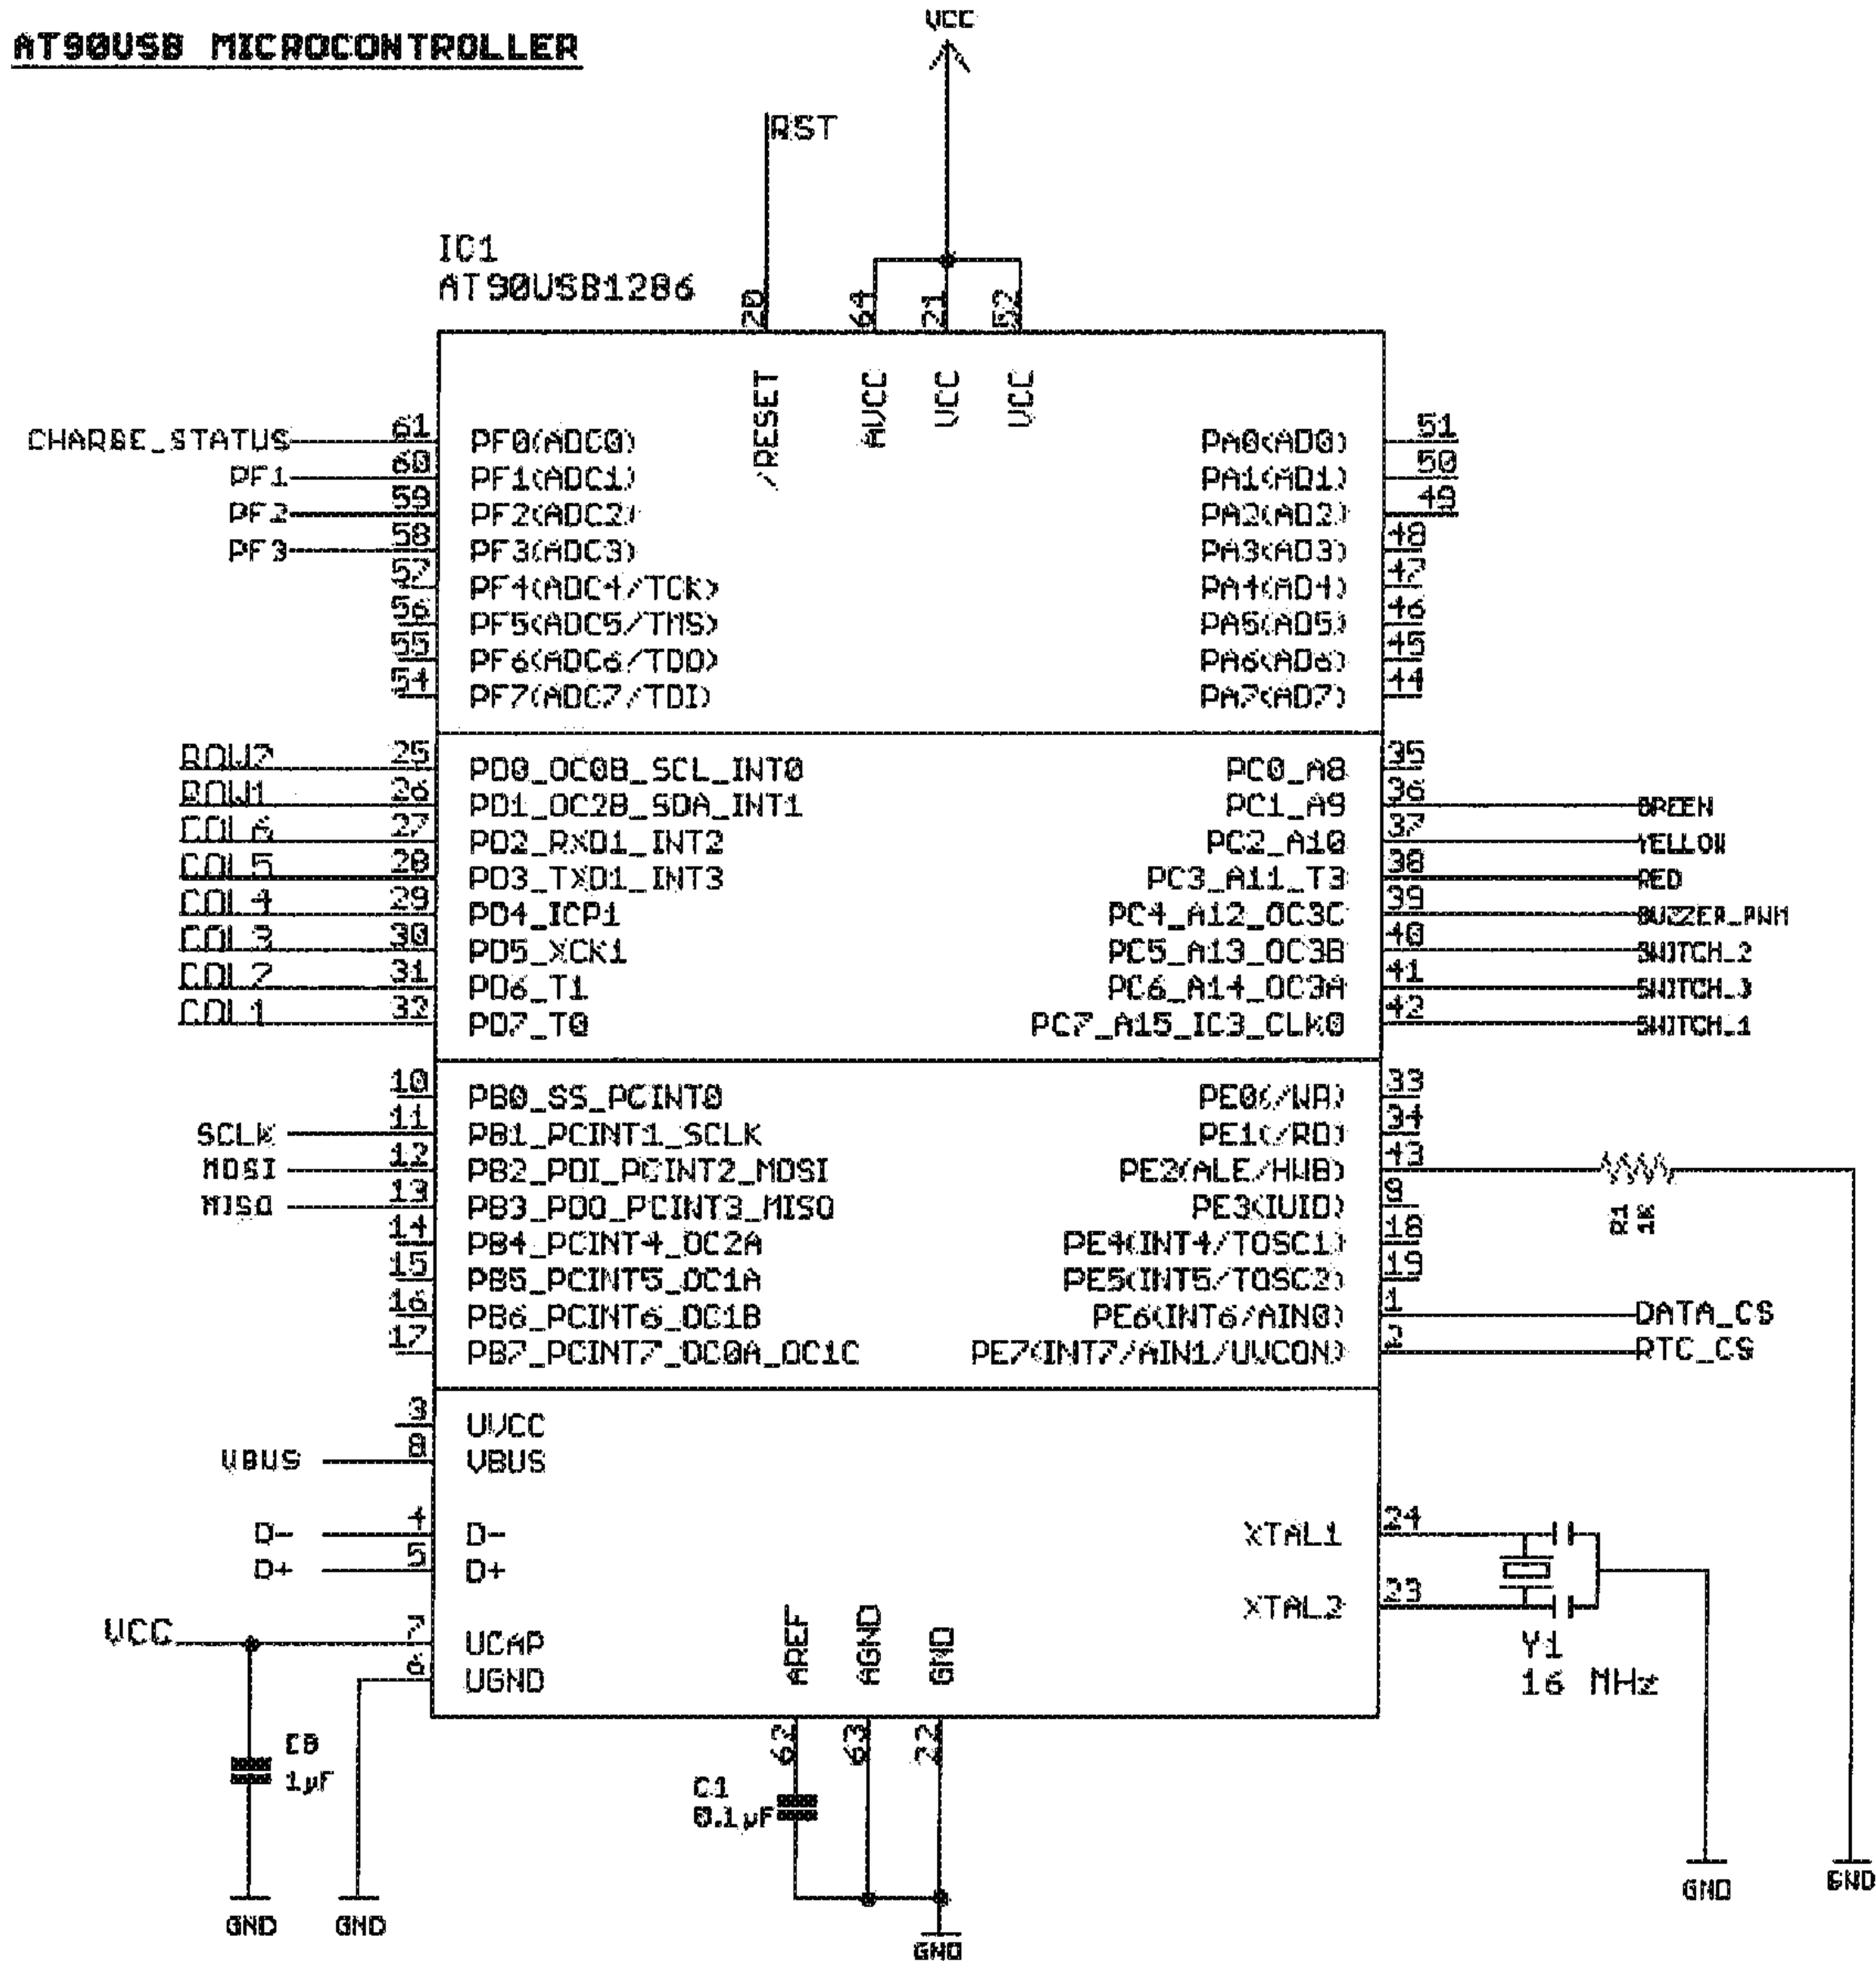 AT90USB MICROCONTROLLER
VCC
RST
IC1
AT90USB1286
20
64
21
52
/RESET
AVCC
VCC
VCC
CHARGE_STATUS 61 PF0(ADC0)
PF1 60 PF1(ADC1)
PF2 59 PF2(ADC2)
PF3 58 PF3(ADC3)
57 PF4(ADC4/TCK)
56 PF5(ADC5/TMS)
55 PF6(ADC6/TDO)
54 PF7(ADC7/TDI)
PA0(AD0) 51
PA1(AD1) 50
PA2(AD2) 49
PA3(AD3) 48
PA4(AD4) 47
PA5(AD5) 46
PA6(AD6) 45
PA7(AD7) 44
ROW2 25 PD0_OC0B_SCL_INT0
ROW1 26 PD1_OC2B_SDA_INT1
COL6 27 PD2_RXD1_INT2
COL5 28 PD3_TXD1_INT3
COL4 29 PD4_ICP1
COL3 30 PD5_XCK1
COL2 31 PD6_T1
COL1 32 PD7_T0
PC0_A8 35
PC1_A9 36 GREEN
PC2_A10 37 YELLOW
PC3_A11_T3 38 RED
PC4_A12_OC3C 39 BUZZER_PWM
PC5_A13_OC3B 40 SWITCH_2
PC6_A14_OC3A 41 SWITCH_3
PC7_A15_IC3_CLK0 42 SWITCH_1
10 PB0_SS_PCINT0
SCLK 11 PB1_PCINT1_SCLK
MOSI 12 PB2_PDI_PCINT2_MOSI
MISO 13 PB3_PDO_PCINT3_MISO
14 PB4_PCINT4_OC2A
15 PB5_PCINT5_OC1A
16 PB6_PCINT6_OC1B
17 PB7_PCINT7_OC0A_OC1C
PE0(/WR) 33
PE1(/RD) 34
PE2(ALE/HWB) 43
R1
1K
PE3(IUID)
PE4(INT4/TOSC1) 18
PE5(INT5/TOSC2) 19
PE6(INT6/AIN0) 1 DATA_CS
PE7(INT7/AIN1/UVCON) 2 RTC_CS
UVCC
VBUS 8 VBUS
D- 4 D-
D+ 5 D+
VCC 7 UCAP
6 UGND
XTAL1 24
XTAL2 23
Y1
16 MHz
AREF
AGND
GND
62
63
22
C8
1µF
C1
0.1µF
GND
GND
GND
GND
GND